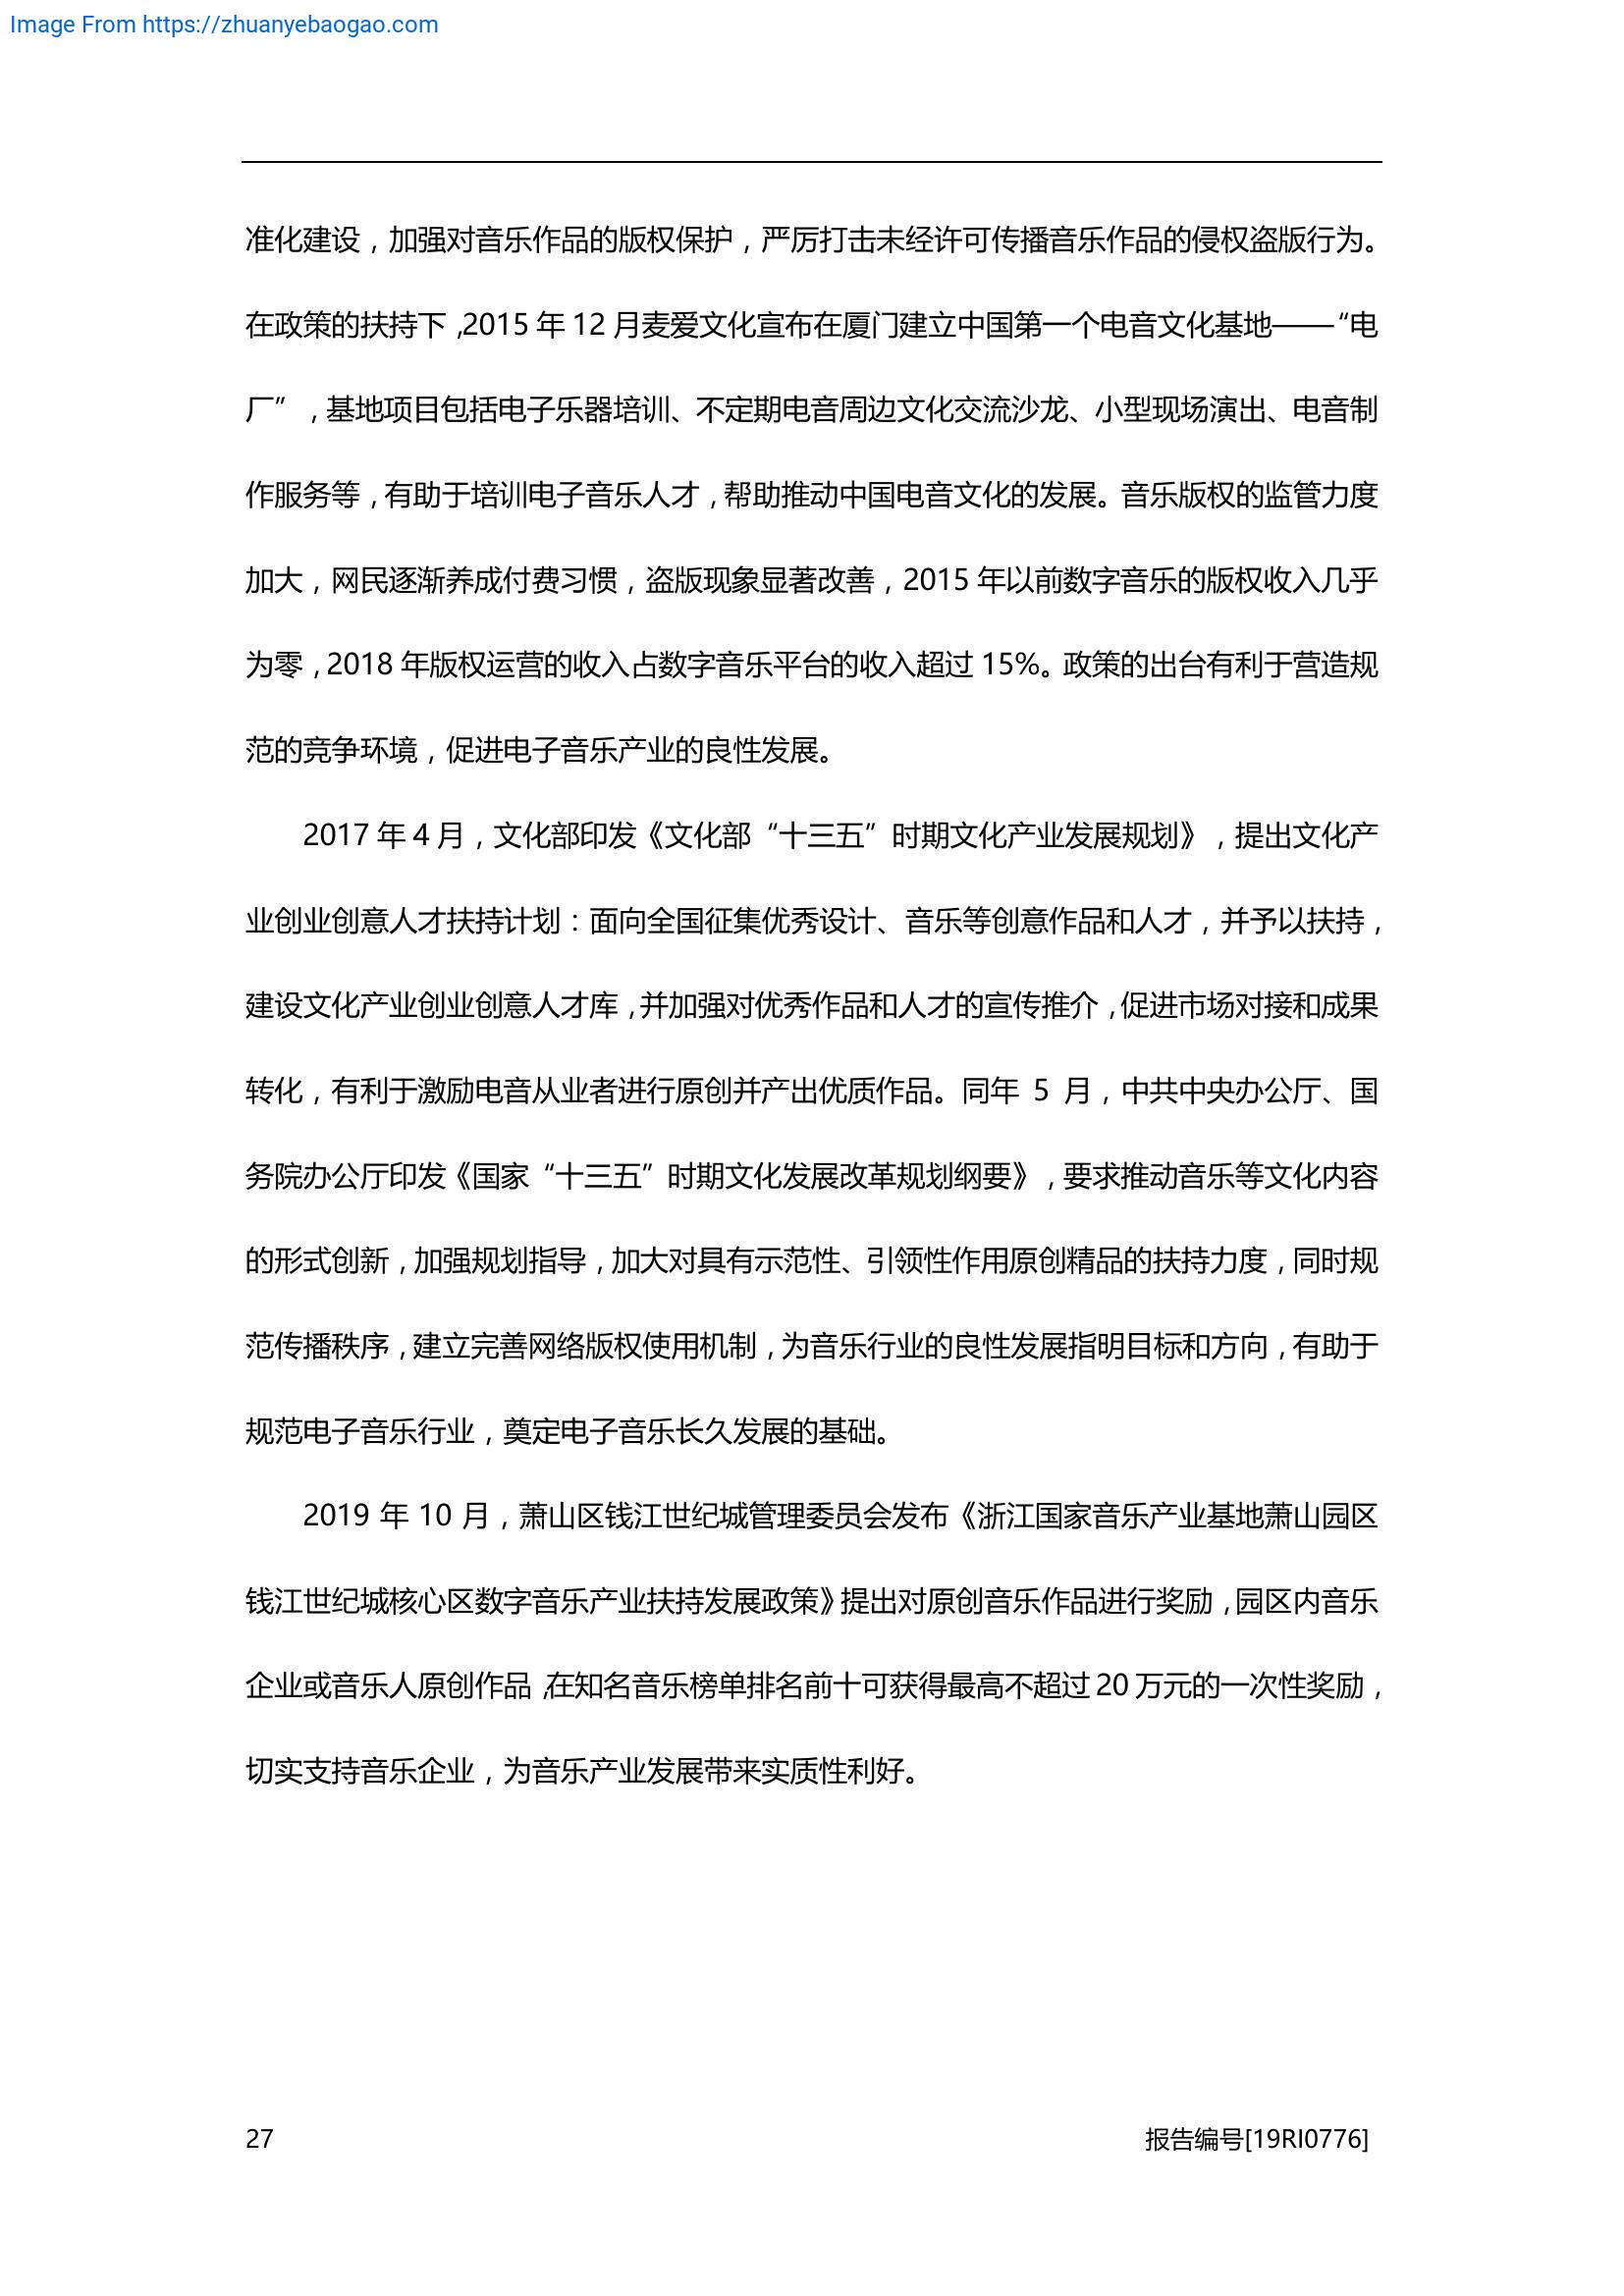 Image From https://zhuanyebaogao.com
准化建设，加强对音乐作品的版权保护，严厉打击未经许可传播音乐作品的侵权盗版行为。
在政策的扶持下，2015 年 12 月麦爱文化宣布在厦门建立中国第一个电音文化基地——“电
厂”，基地项目包括电子乐器培训、不定期电音周边文化交流沙龙、小型现场演出、电音制
作服务等，有助于培训电子音乐人才，帮助推动中国电音文化的发展。音乐版权的监管力度
加大，网民逐渐养成付费习惯，盗版现象显著改善，2015 年以前数字音乐的版权收入几乎
为零，2018 年版权运营的收入占数字音乐平台的收入超过 15%。政策的出台有利于营造规
范的竞争环境，促进电子音乐产业的良性发展。
2017 年 4 月，文化部印发《文化部“十三五”时期文化产业发展规划》，提出文化产
业创业创意人才扶持计划：面向全国征集优秀设计、音乐等创意作品和人才，并予以扶持，
建设文化产业创业创意人才库，并加强对优秀作品和人才的宣传推介，促进市场对接和成果
转化，有利于激励电音从业者进行原创并产出优质作品。同年 5 月，中共中央办公厅、国
务院办公厅印发《国家“十三五”时期文化发展改革规划纲要》，要求推动音乐等文化内容
的形式创新，加强规划指导，加大对具有示范性、引领性作用原创精品的扶持力度，同时规
范传播秩序，建立完善网络版权使用机制，为音乐行业的良性发展指明目标和方向，有助于
规范电子音乐行业，奠定电子音乐长久发展的基础。
2019 年 10 月，萧山区钱江世纪城管理委员会发布《浙江国家音乐产业基地萧山园区
钱江世纪城核心区数字音乐产业扶持发展政策》提出对原创音乐作品进行奖励，园区内音乐
企业或音乐人原创作品，在知名音乐榜单排名前十可获得最高不超过 20 万元的一次性奖励，
切实支持音乐企业，为音乐产业发展带来实质性利好。
27 报告编号[19RI0776]